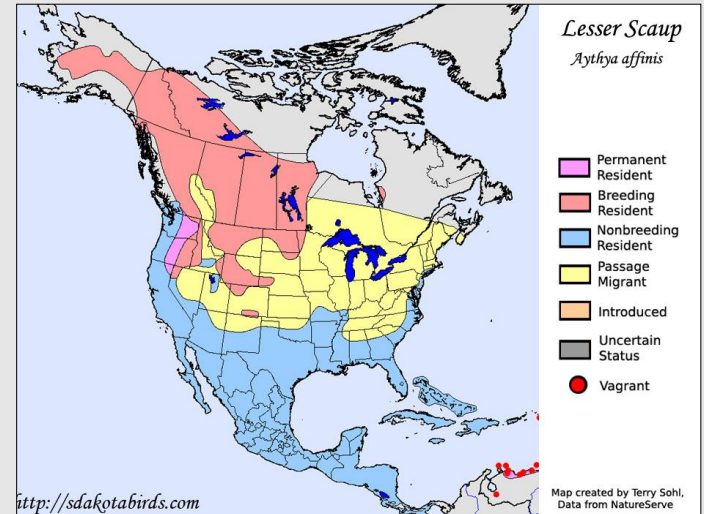 Lesser Scaup
Aythya affinis
Permanent
Resident
Breeding
Resident
Nonbreeding
Resident
Passage
Migrant
Introduced
Uncertain
Status
Vagrant
http://sdakotabirds.com
Map created by Terry Sohl,
Data from NatureServe